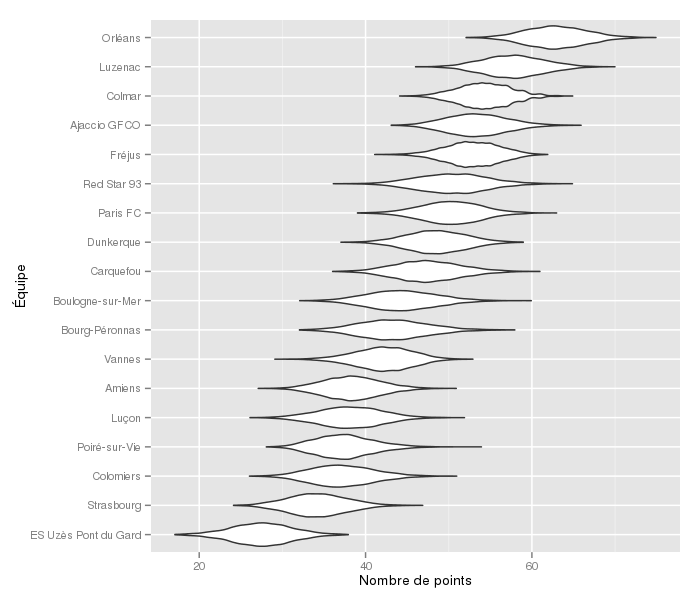 Orléans
Luzenac
Colmar
Ajaccio GFCO
Fréjus
Red Star 93
Paris FC
Dunkerque
Carquefou
Boulogne-sur-Mer
Bourg-Péronnas
Vannes
Amiens
Luçon
Poiré-sur-Vie
Colomiers
Strasbourg
ES Uzès Pont du Gard
Équipe
20 40 60
Nombre de points